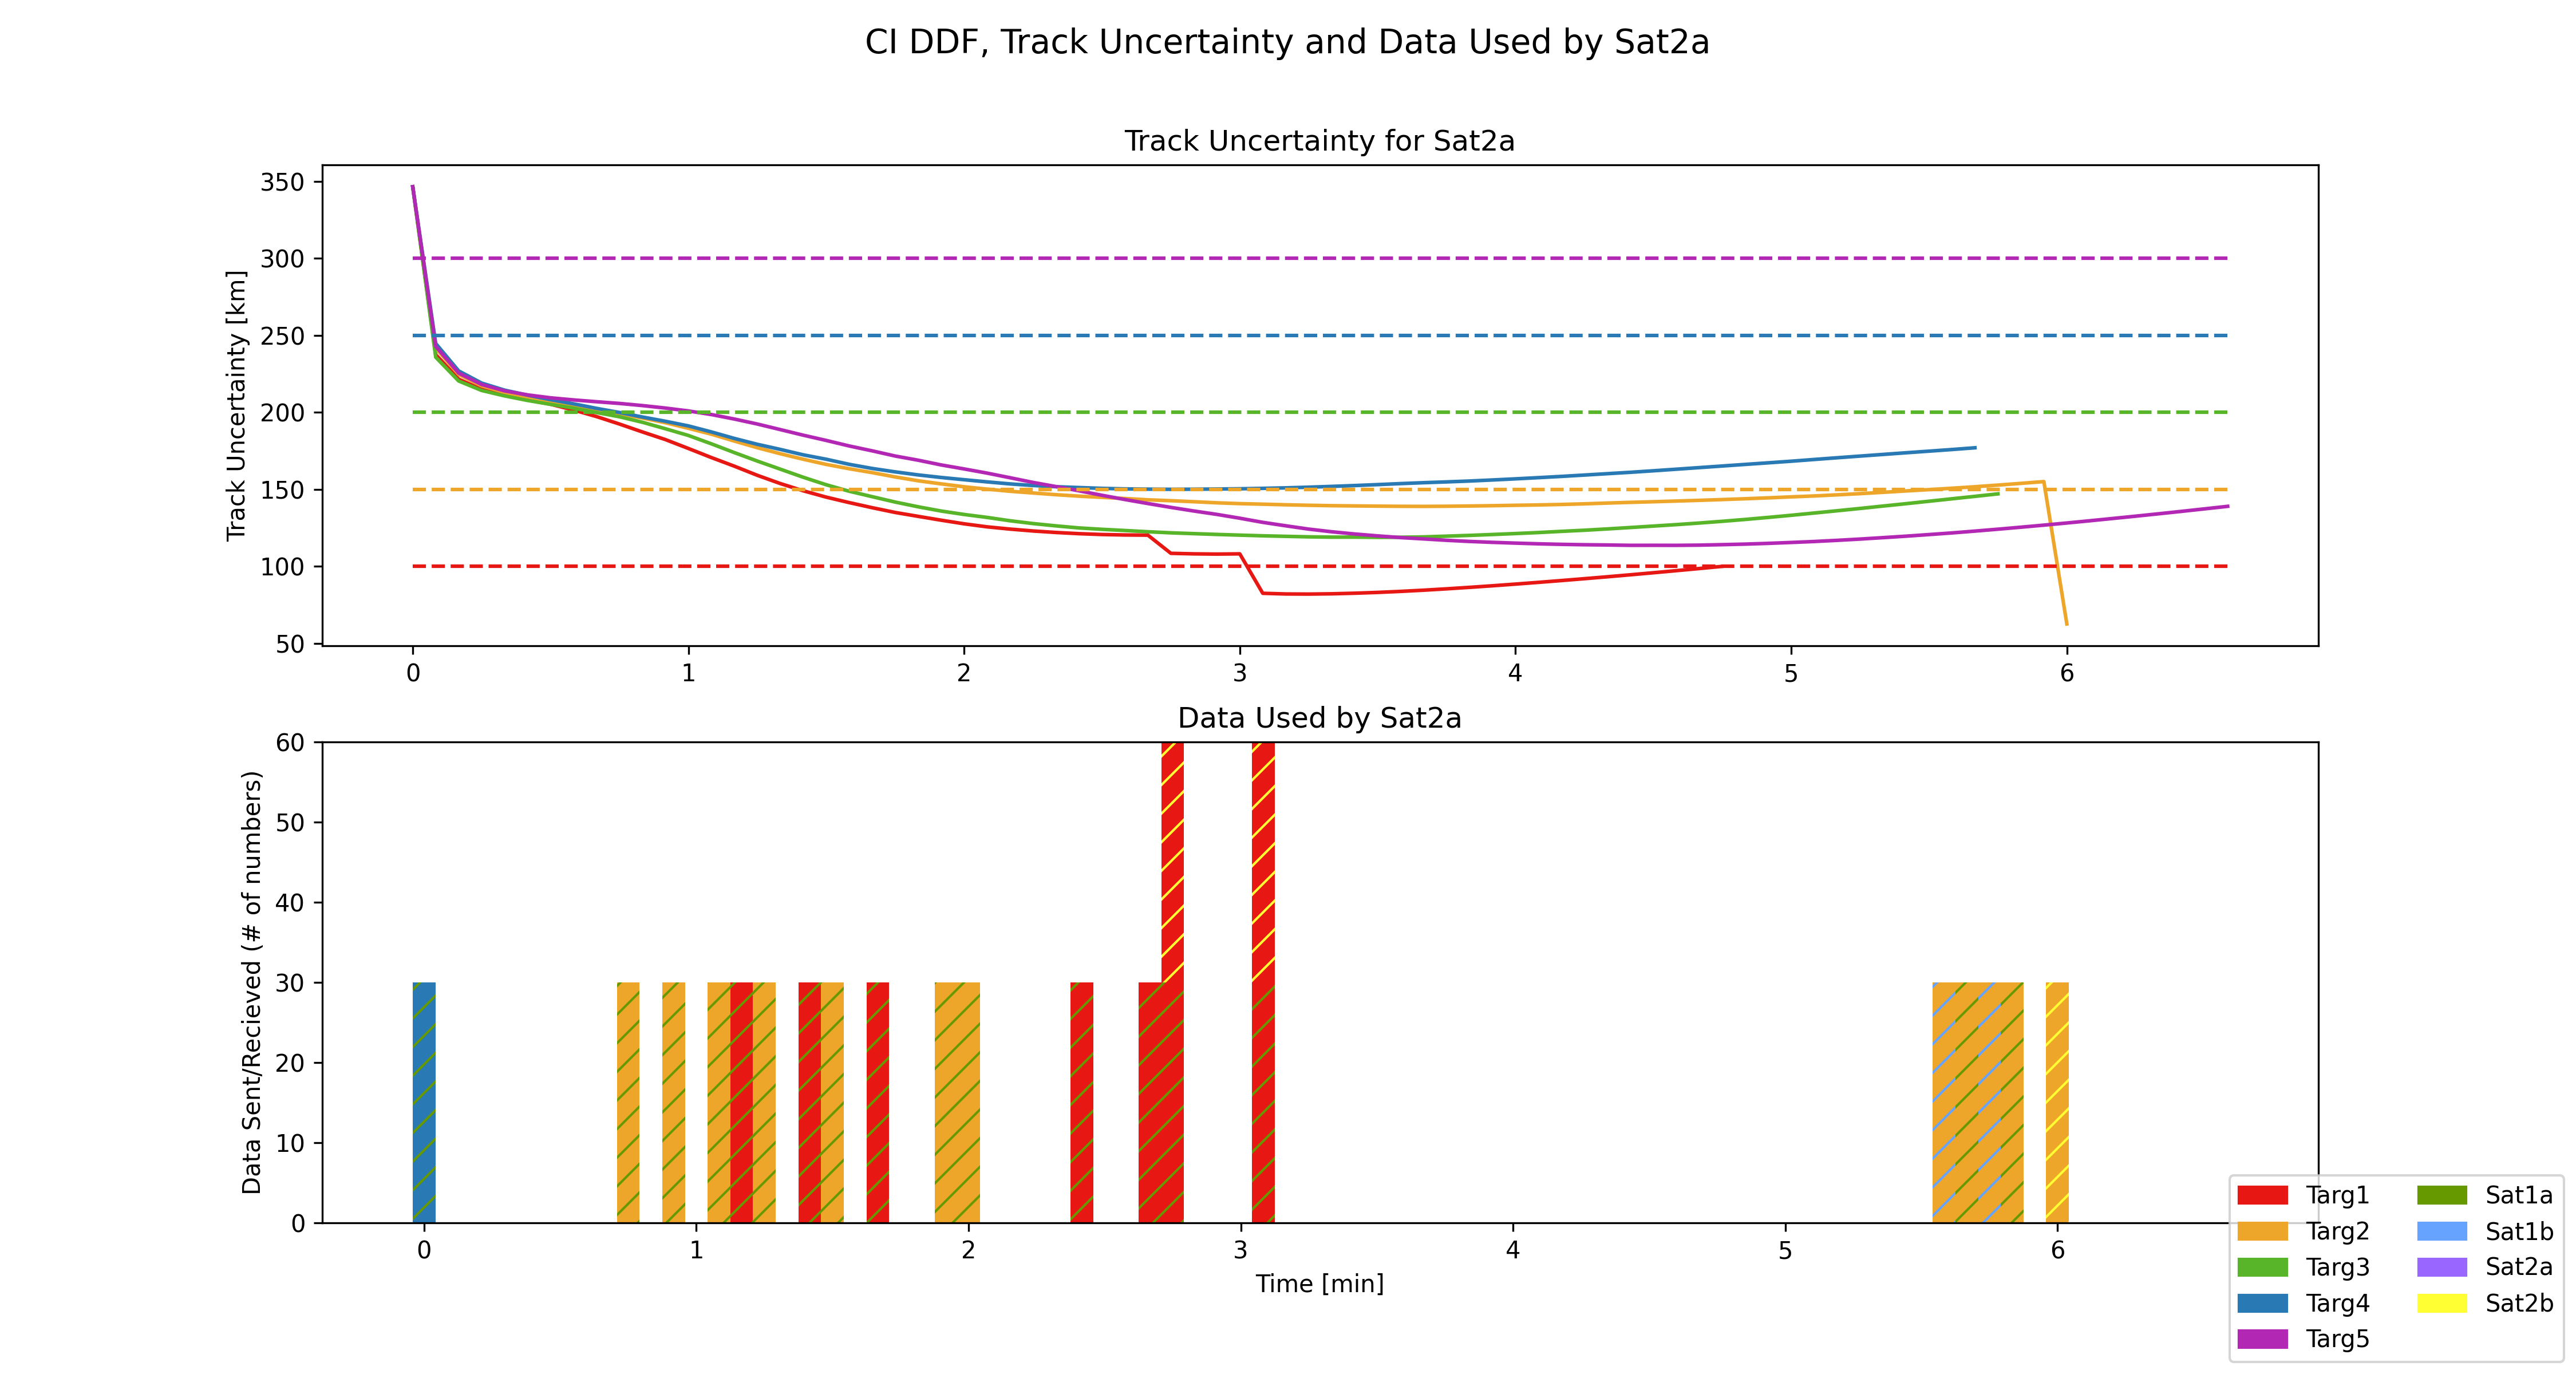 CI DDF, Track Uncertainty and Data Used by Sat2a
Track Uncertainty for Sat2a
Track Uncertainty [km]
350
300
250
200
150
100
50
0 1 2 3 4 5 6
Data Used by Sat2a
Data Sent/Recieved (# of numbers)
60
50
40
30
20
10
0
0 1 2 3 4 5 6
Time [min]
Targ1 Sat1a
Targ2 Sat1b
Targ3 Sat2a
Targ4 Sat2b
Targ5